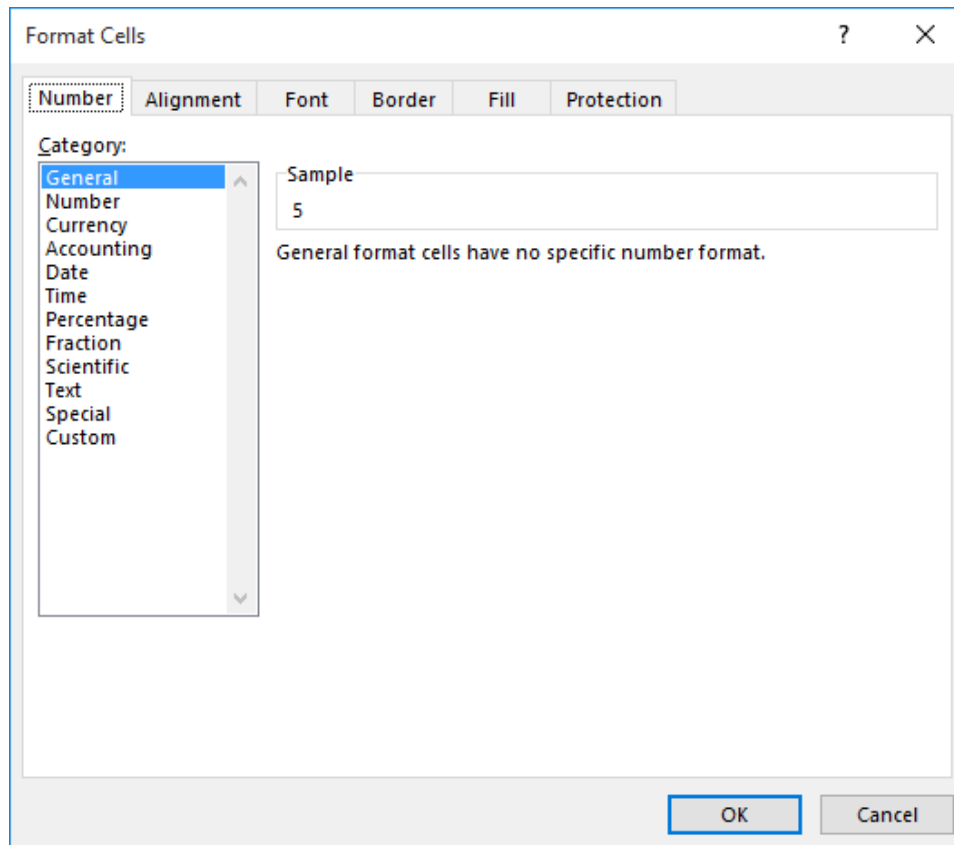 Format Cells ?
Number Alignment Font Border Fill Protection
Category:
General
Number
Currency
Accounting
Date
Time
Percentage
Fraction
Scientific
Text
Special
Custom
Sample
5
General format cells have no specific number format.
OK Cancel